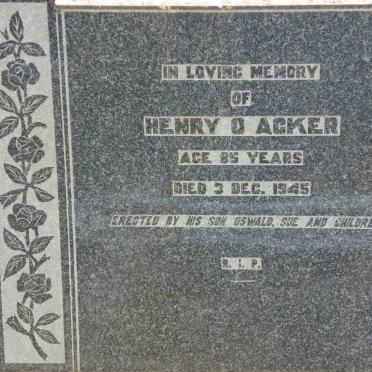 IN LOVING MEMORY
OF
HENRY O ACKER
AGE 85 YEARS
DIED 3 DEC. 1945
ERECTED BY HIS SON OSWALD, SUE AND CHILDRE
R. I. P.